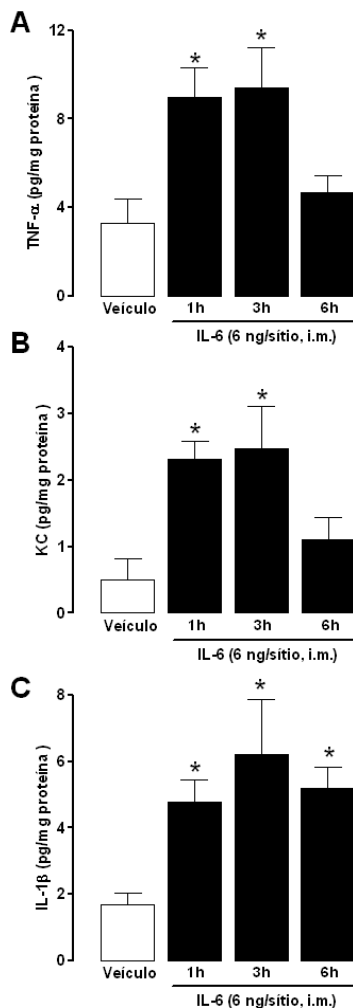 A
TNF-α (pg/mg proteína )
12
8
4
0
* *
Veículo 1h 3h 6h
IL-6 (6 ng/sítio, i.m.)
B
KC (pg/mg proteína )
4
3
2
1
0
* *
Veículo 1h 3h 6h
IL-6 (6 ng/sítio, i.m.)
C
IL-1β (pg/mg proteína )
8
6
4
2
0
* * *
Veículo 1h 3h 6h
IL-6 (6 ng/sítio, i.m.)